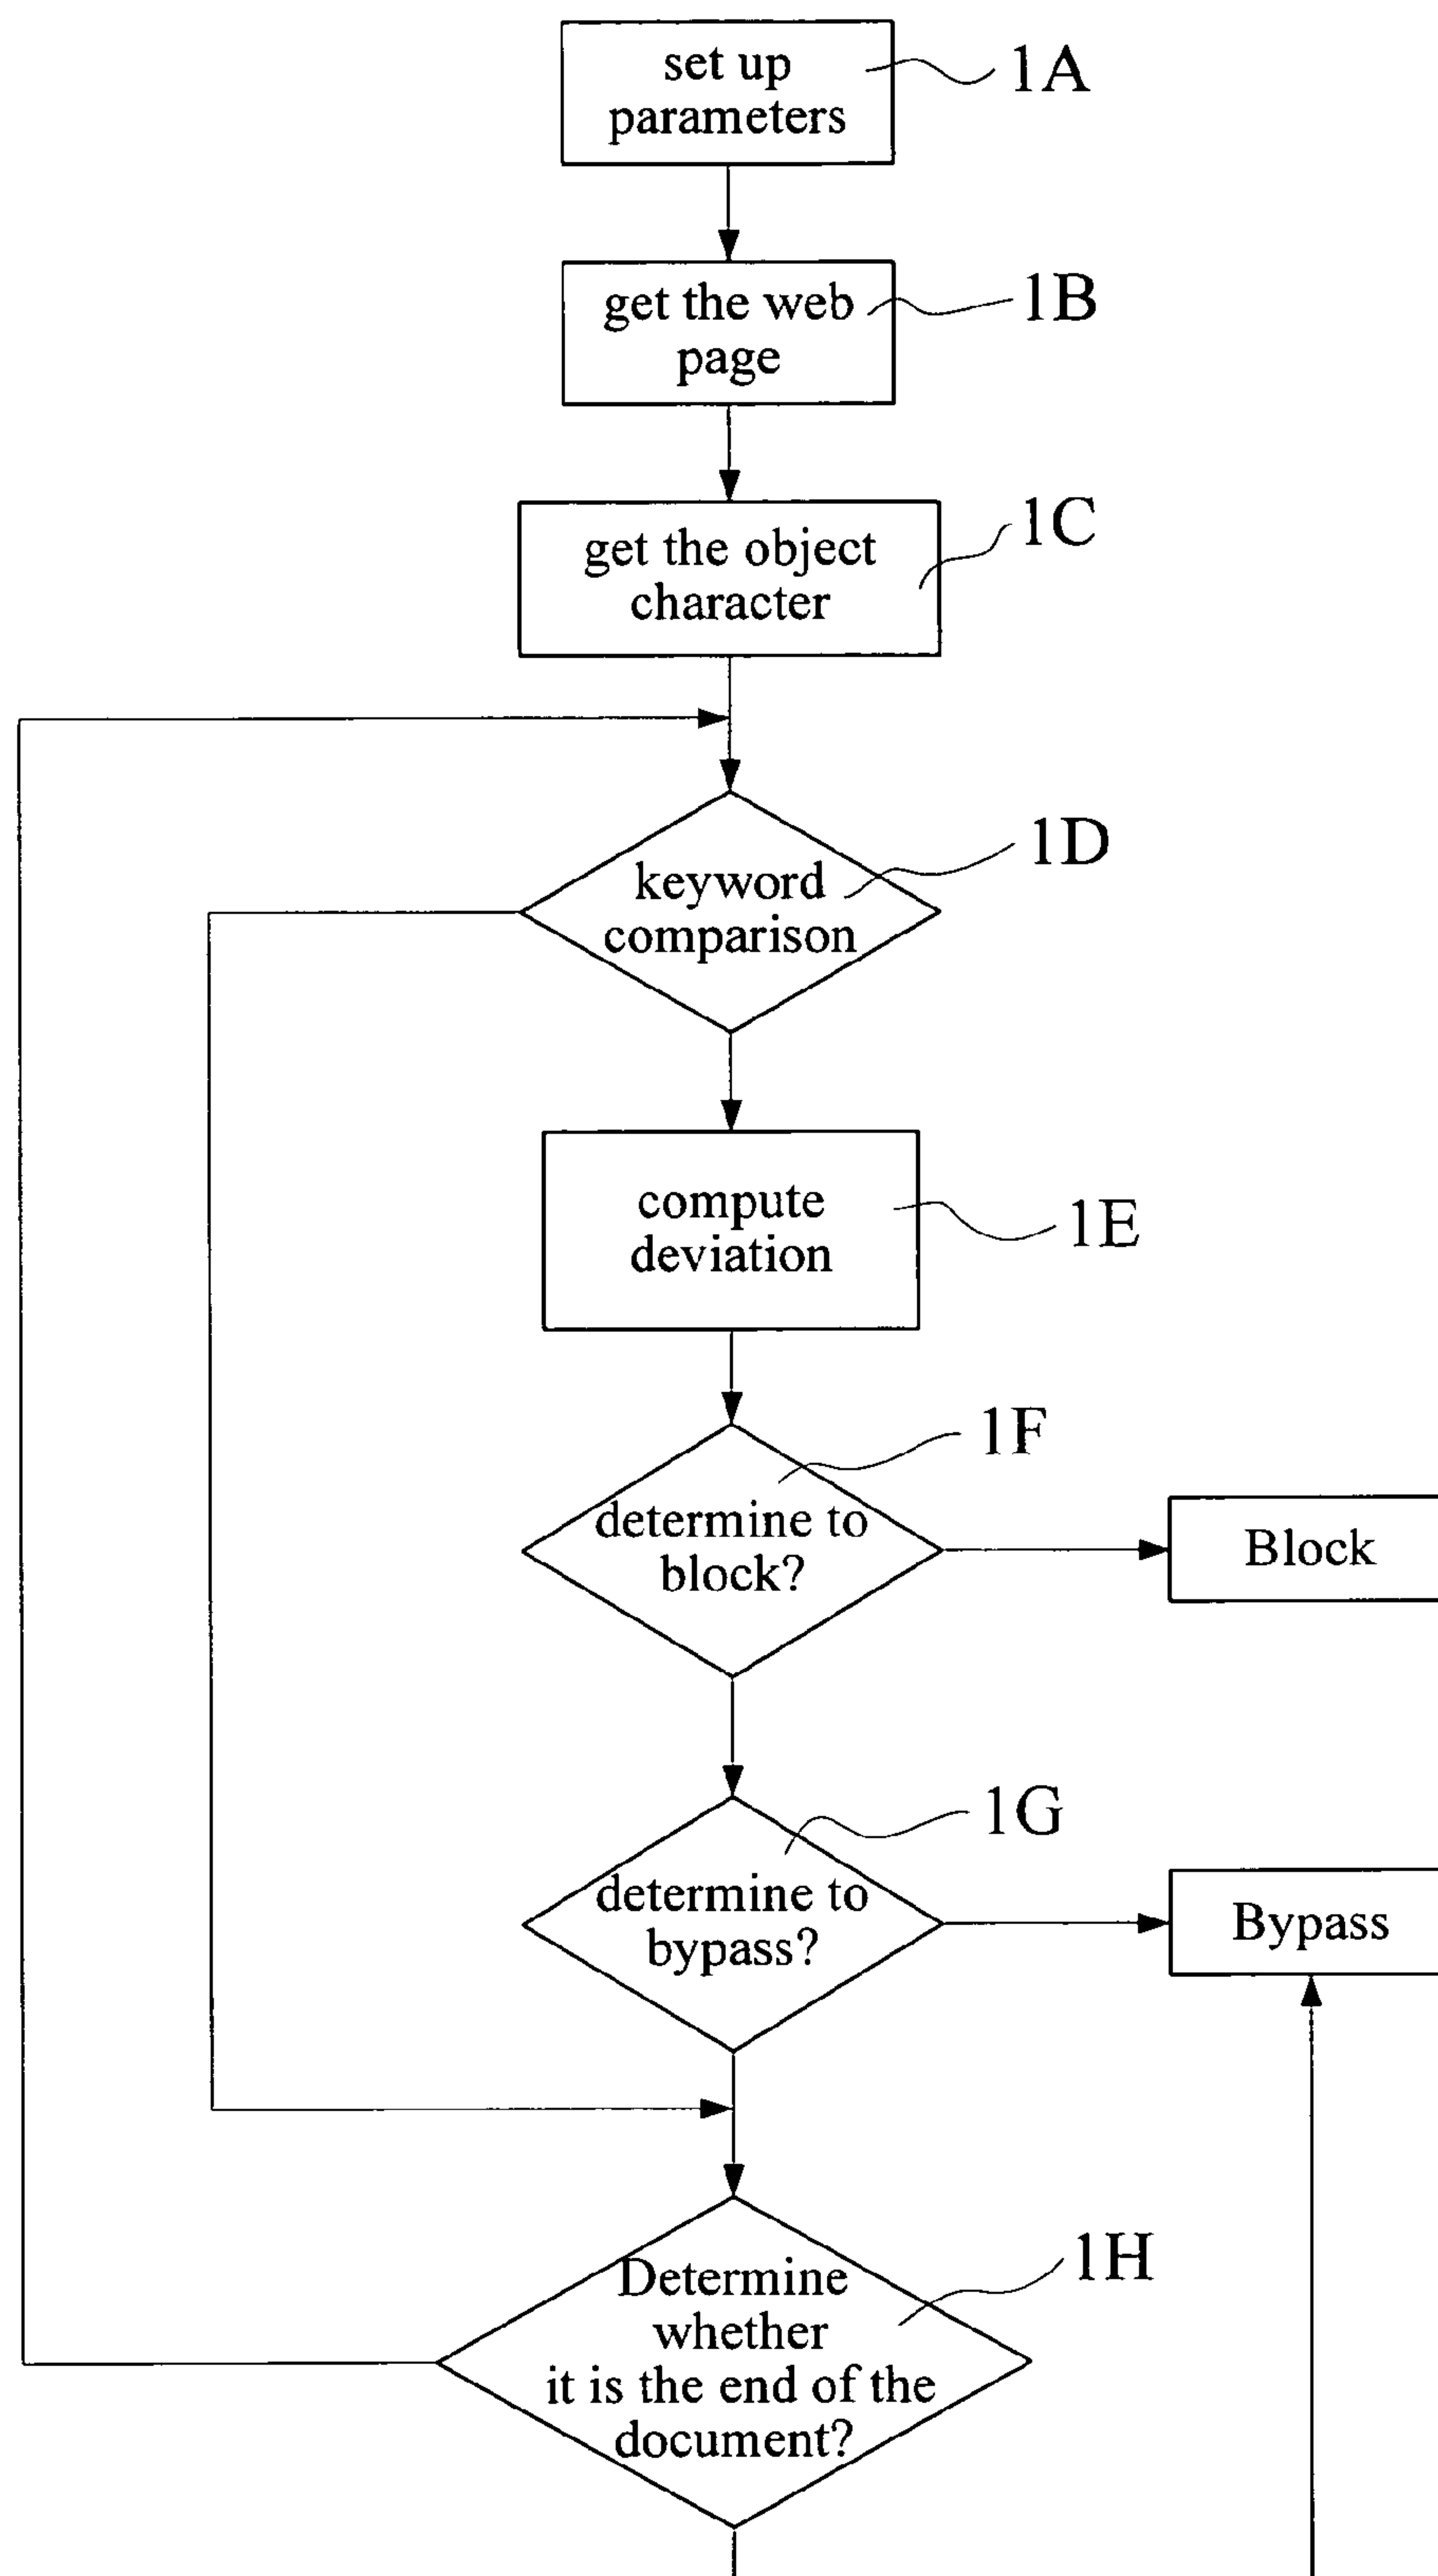 set up
parameters
1A
get the web
page
1B
get the object
character
1C
keyword
comparison
1D
compute
deviation
1E
determine to
block?
1F
Block
determine to
bypass?
1G
Bypass
Determine
whether
it is the end of the
document?
1H